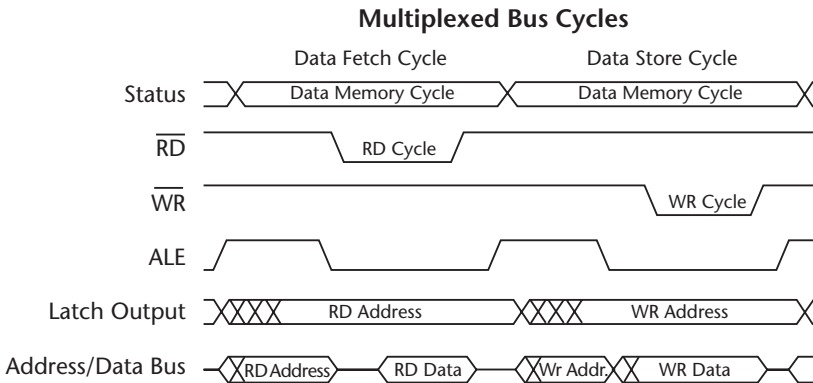 Multiplexed Bus Cycles
Data Fetch Cycle Data Store Cycle
Status Data Memory Cycle Data Memory Cycle
RD RD Cycle
WR WR Cycle
ALE
Latch Output RD Address WR Address
Address/Data Bus RD Address RD Data Wr Addr. WR Data